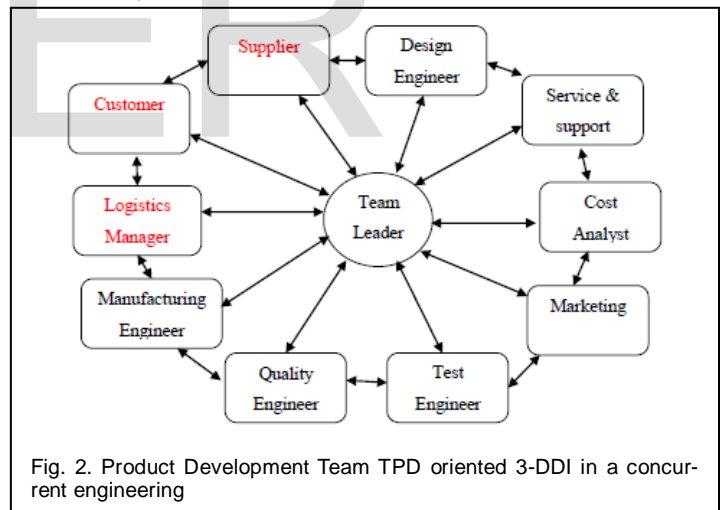 ER
Supplier
Design
Engineer
Customer
Service &
support
Logistics
Manager
Team
Leader
Cost
Analyst
Manufacturing
Engineer
Marketing
Quality
Engineer
Test
Engineer
Fig. 2. Product Development Team TPD oriented 3-DDI in a concur-
rent engineering